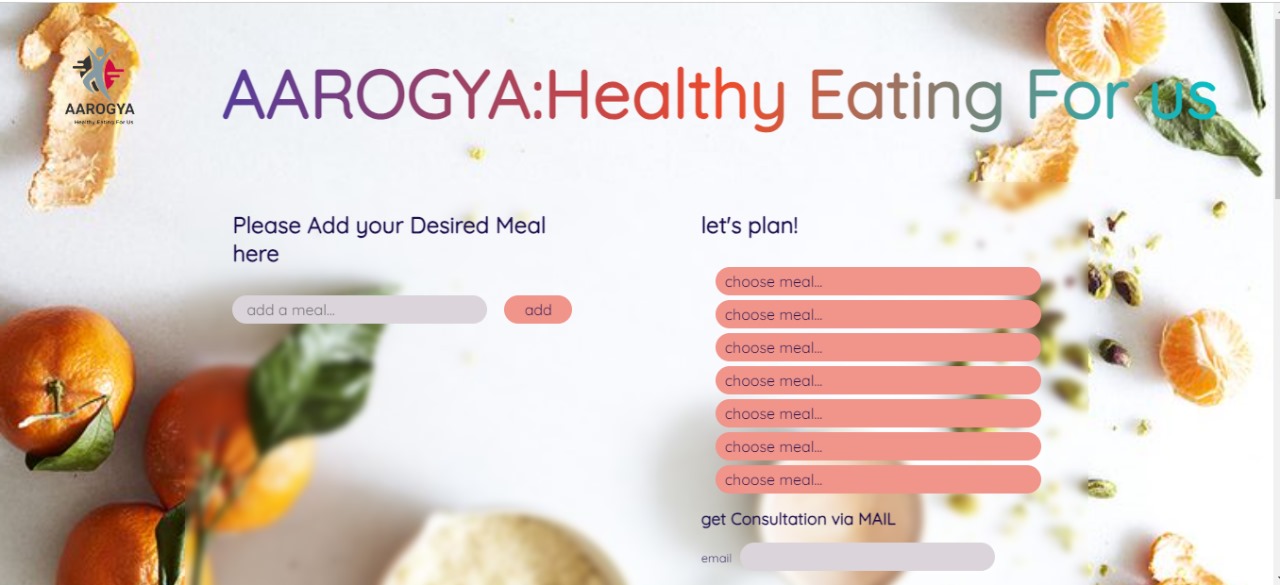 AAROGYA
Healthy Eating For Us
AAROGYA:Healthy Eating For us
Please Add your Desired Meal
here
add a meal...
add
let's plan!
choose meal...
choose meal...
choose meal...
choose meal...
choose meal...
choose meal...
choose meal...
get Consultation via MAIL
email